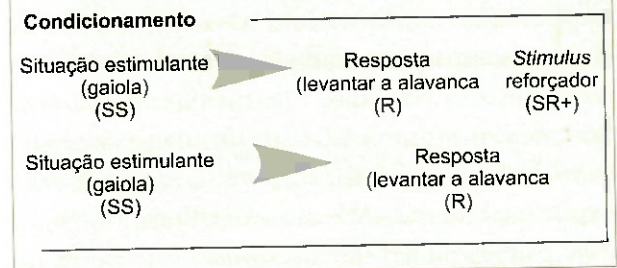 Condicionamento
Situação estimulante
(gaiola)
(SS)
Resposta
(levantar a alavanca
(R)
Stimulus
reforçador
(SR+)
Situação estimulante
(gaiola)
(SS)
Resposta
(levantar a alavanca
(R)